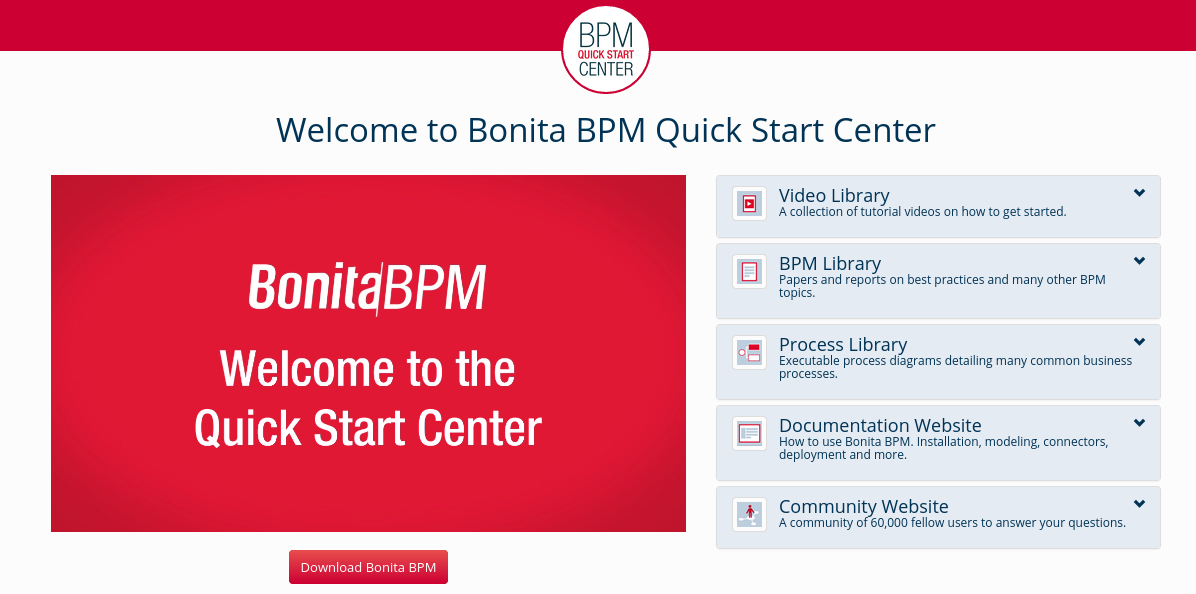 BPM
QUICK START
CENTER
Welcome to Bonita BPM Quick Start Center
BonitaBPM
Welcome to the
Quick Start Center
Download Bonita BPM
Video Library
A collection of tutorial videos on how to get started.
BPM Library
Papers and reports on best practices and many other BPM
topics.
Process Library
Executable process diagrams detailing many common business
processes.
Documentation Website
How to use Bonita BPM. Installation, modeling, connectors,
deployment and more.
Community Website
A community of 60,000 fellow users to answer your questions.